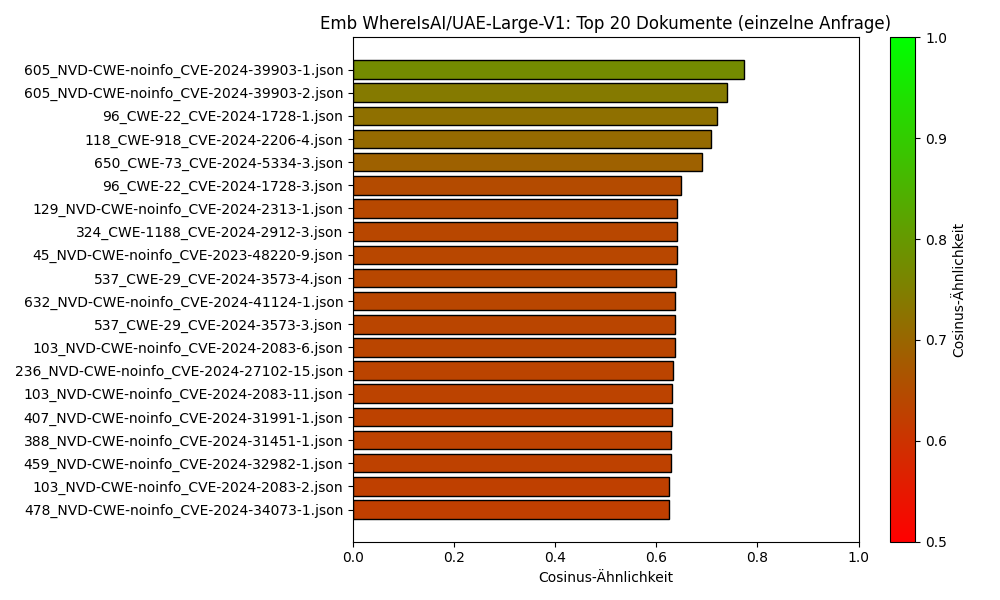 Emb WhereIsAI/UAE-Large-V1: Top 20 Dokumente (einzelne Anfrage)
605_NVD-CWE-noinfo_CVE-2024-39903-1.json
605_NVD-CWE-noinfo_CVE-2024-39903-2.json
96_CWE-22_CVE-2024-1728-1.json
118_CWE-918_CVE-2024-2206-4.json
650_CWE-73_CVE-2024-5334-3.json
96_CWE-22_CVE-2024-1728-3.json
129_NVD-CWE-noinfo_CVE-2024-2313-1.json
324_CWE-1188_CVE-2024-2912-3.json
45_NVD-CWE-noinfo_CVE-2023-48220-9.json
537_CWE-29_CVE-2024-3573-4.json
632_NVD-CWE-noinfo_CVE-2024-41124-1.json
537_CWE-29_CVE-2024-3573-3.json
103_NVD-CWE-noinfo_CVE-2024-2083-6.json
236_NVD-CWE-noinfo_CVE-2024-27102-15.json
103_NVD-CWE-noinfo_CVE-2024-2083-11.json
407_NVD-CWE-noinfo_CVE-2024-31991-1.json
388_NVD-CWE-noinfo_CVE-2024-31451-1.json
459_NVD-CWE-noinfo_CVE-2024-32982-1.json
103_NVD-CWE-noinfo_CVE-2024-2083-2.json
478_NVD-CWE-noinfo_CVE-2024-34073-1.json
0.0 0.2 0.4 0.6 0.8 1.0
Cosinus-Ähnlichkeit
1.0
0.9
0.8
0.7
0.6
0.5
Cosinus-Ähnlichkeit